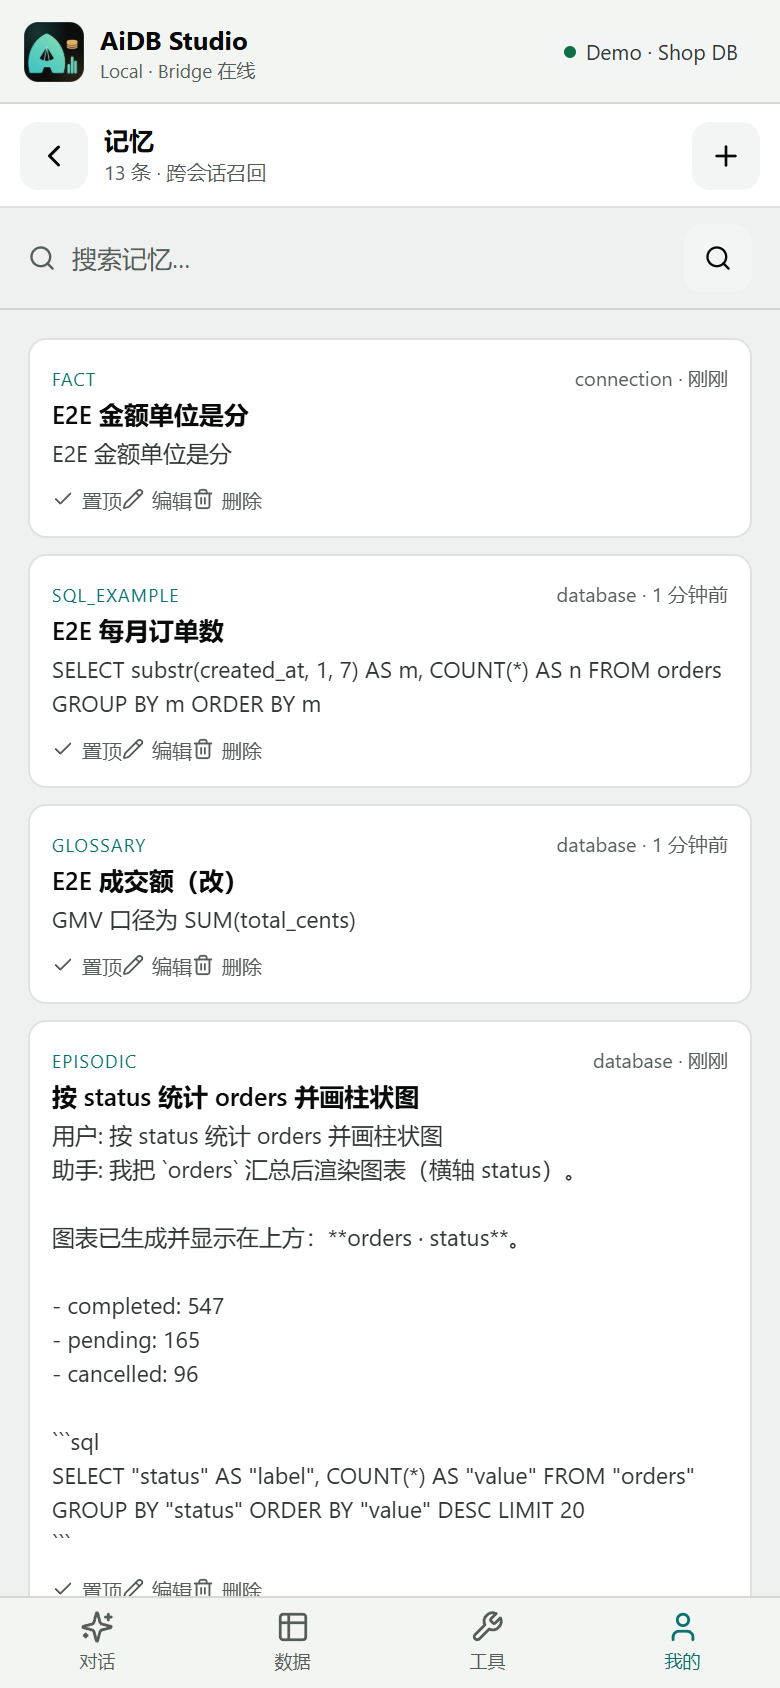 AiDB Studio
Local · Bridge 在线
Demo · Shop DB
记忆
13 条 · 跨会话召回
搜索记忆...
FACT
connection · 刚刚
E2E 金额单位是分
E2E 金额单位是分
置顶 编辑 删除
SQL_EXAMPLE
database · 1 分钟前
E2E 每月订单数
SELECT substr(created_at, 1, 7) AS m, COUNT(*) AS n FROM orders
GROUP BY m ORDER BY m
置顶 编辑 删除
GLOSSARY
database · 1 分钟前
E2E 成交额（改）
GMV 口径为 SUM(total_cents)
置顶 编辑 删除
EPISODIC
database · 刚刚
按 status 统计 orders 并画柱状图
用户: 按 status 统计 orders 并画柱状图
助手: 我把 `orders` 汇总后渲染图表（横轴 status）。
图表已生成并显示在上方：**orders · status**。
- completed: 547
- pending: 165
- cancelled: 96
```sql
SELECT "status" AS "label", COUNT(*) AS "value" FROM "orders"
GROUP BY "status" ORDER BY "value" DESC LIMIT 20
```
置顶 编辑 删除
对话
数据
工具
我的